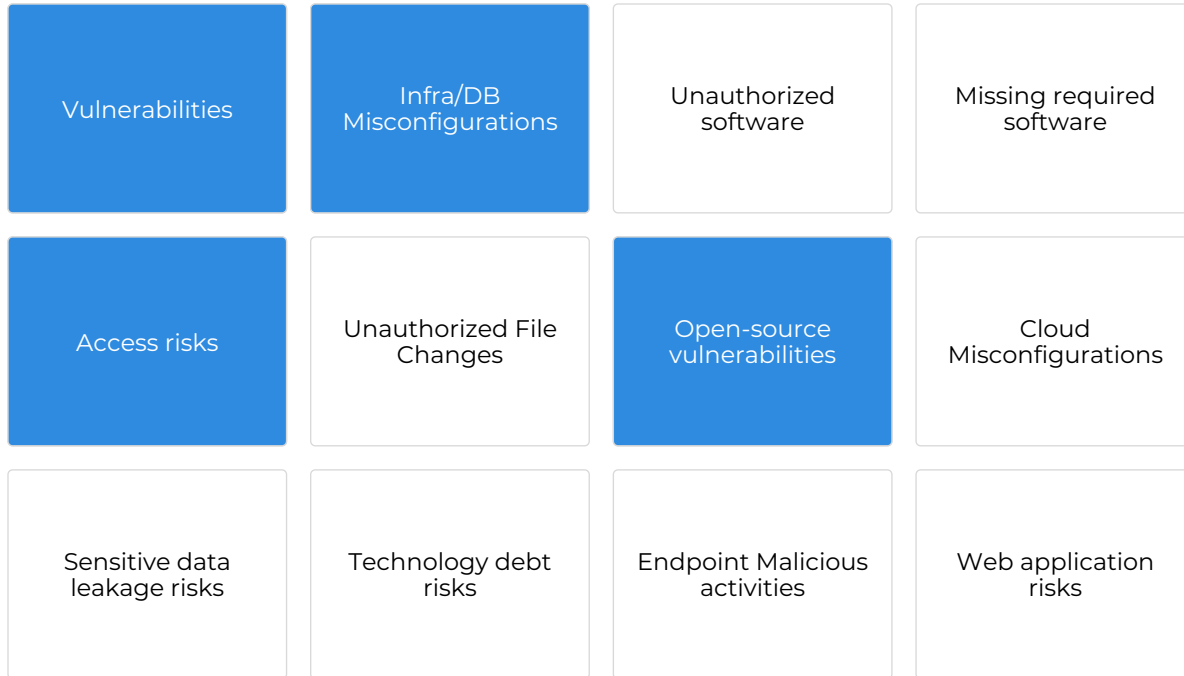 Vulnerabilities
Infra/DB
Misconfigurations
Unauthorized
software
Missing required
software
Access risks
Unauthorized File
Changes
Open-source
vulnerabilities
Cloud
Misconfigurations
Sensitive data
leakage risks
Technology debt
risks
Endpoint Malicious
activities
Web application
risks